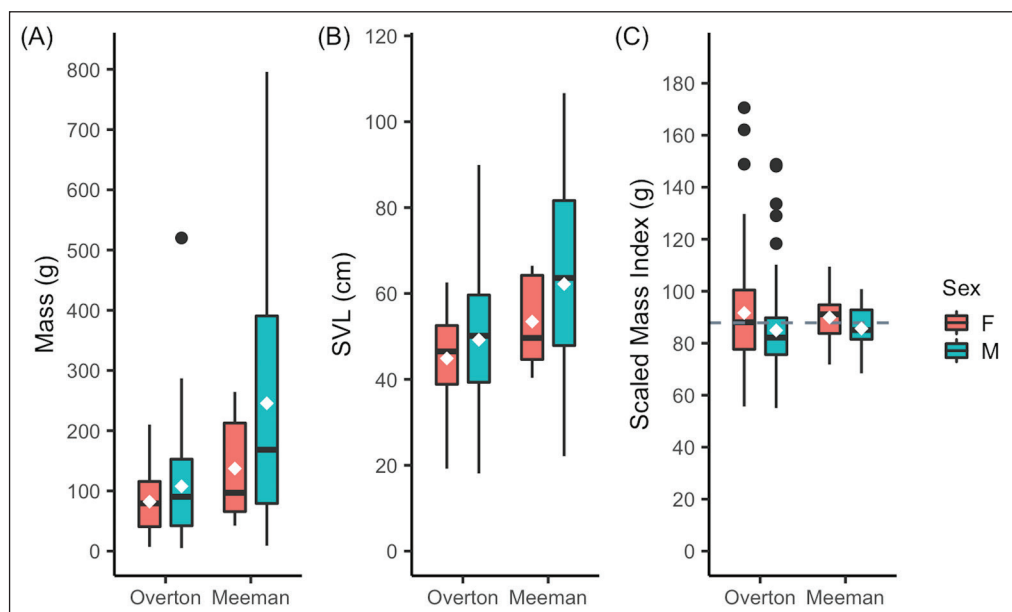 (A)
Mass (g)
800
700
600
500
400
300
200
100
0
Overton Meeman
(B)
SVL (cm)
120
100
80
60
40
20
0
Overton Meeman
(C)
Scaled Mass Index (g)
180
160
140
120
100
80
60
40
20
0
Overton Meeman
Sex
F
M